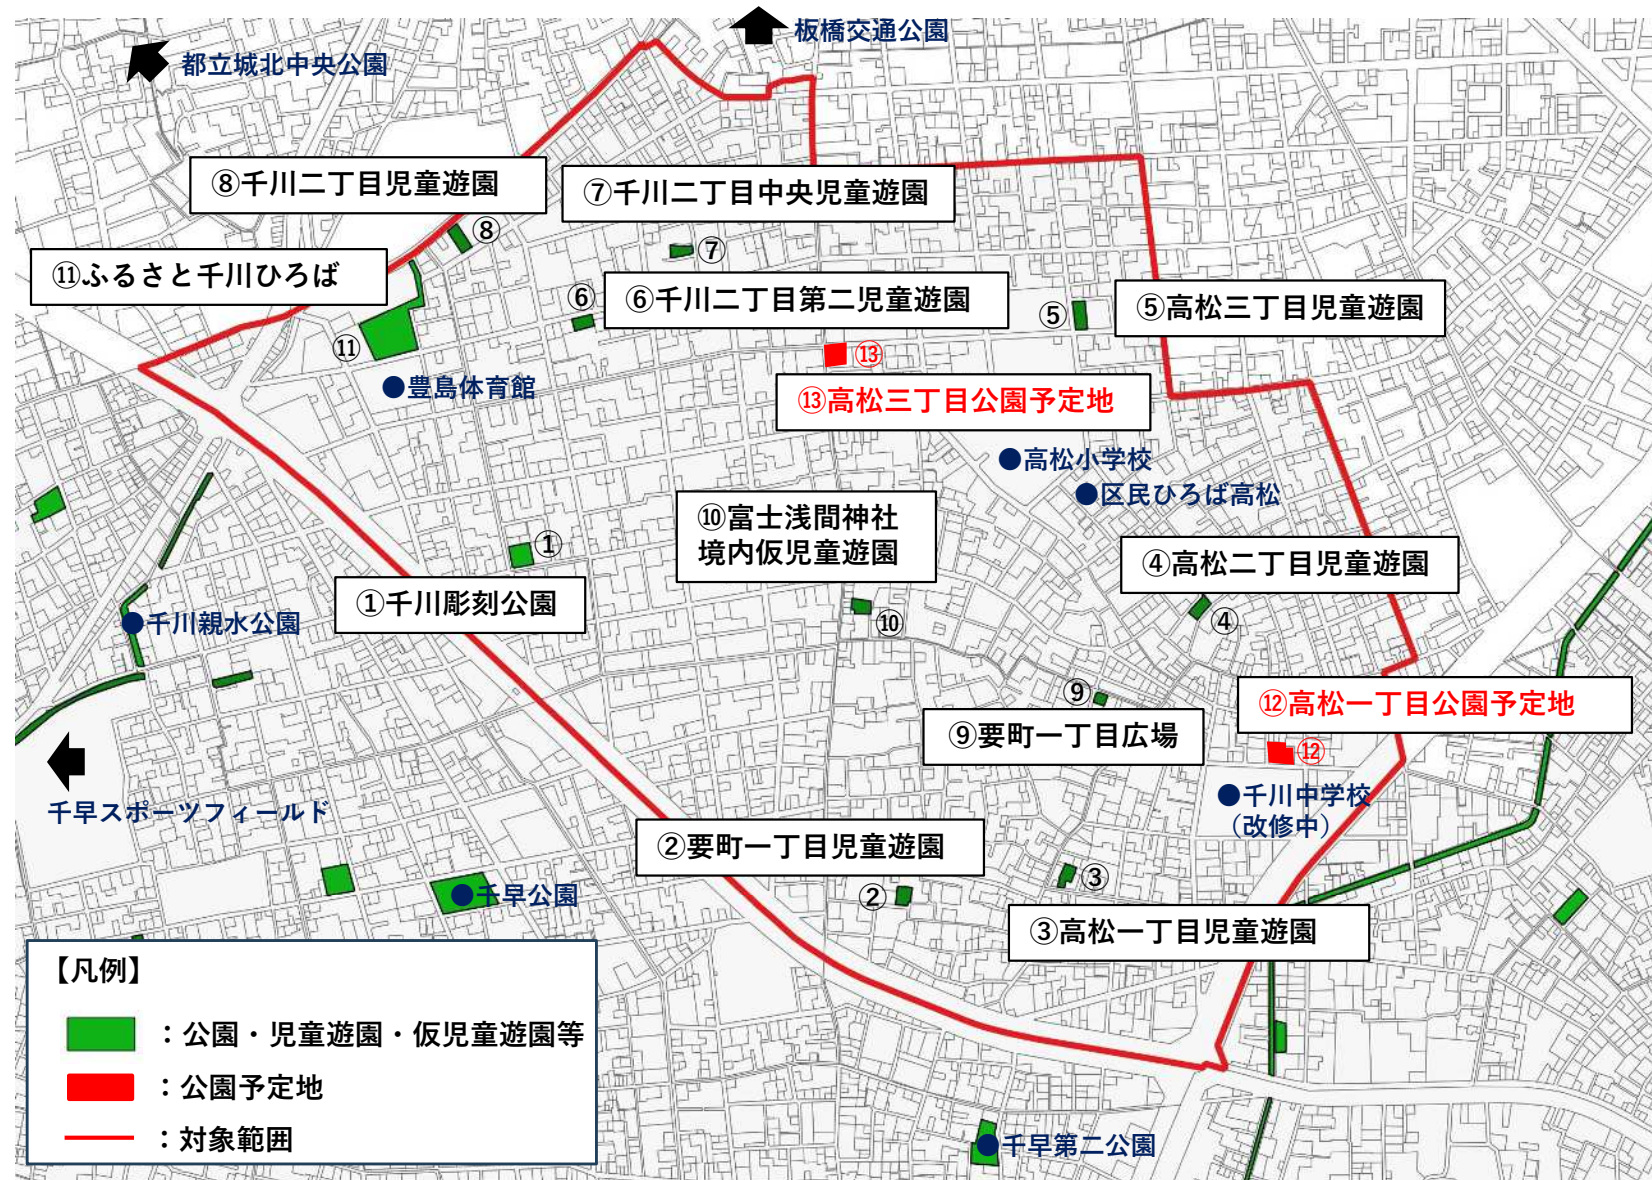 板橋交通公園
都立城北中央公園
⑧千川二丁目児童遊園
⑦千川二丁目中央児童遊園
⑧
⑦
⑪ふるさと千川ひろば
⑥
⑥千川二丁目第二児童遊園
⑤
⑤高松三丁目児童遊園
⑪
⑬
豊島体育館
⑬高松三丁目公園予定地
高松小学校
区民ひろば高松
⑩富士浅間神社
境内仮児童遊園
①
④高松二丁目児童遊園
①千川彫刻公園
千川親水公園
⑩
④
⑨
⑫高松一丁目公園予定地
⑨要町一丁目広場
⑫
千川中学校
（改修中）
千早スポーツフィールド
②要町一丁目児童遊園
②
③
千早公園
③高松一丁目児童遊園
【凡例】
：公園・児童遊園・仮児童遊園等
：公園予定地
：対象範囲
千早第二公園